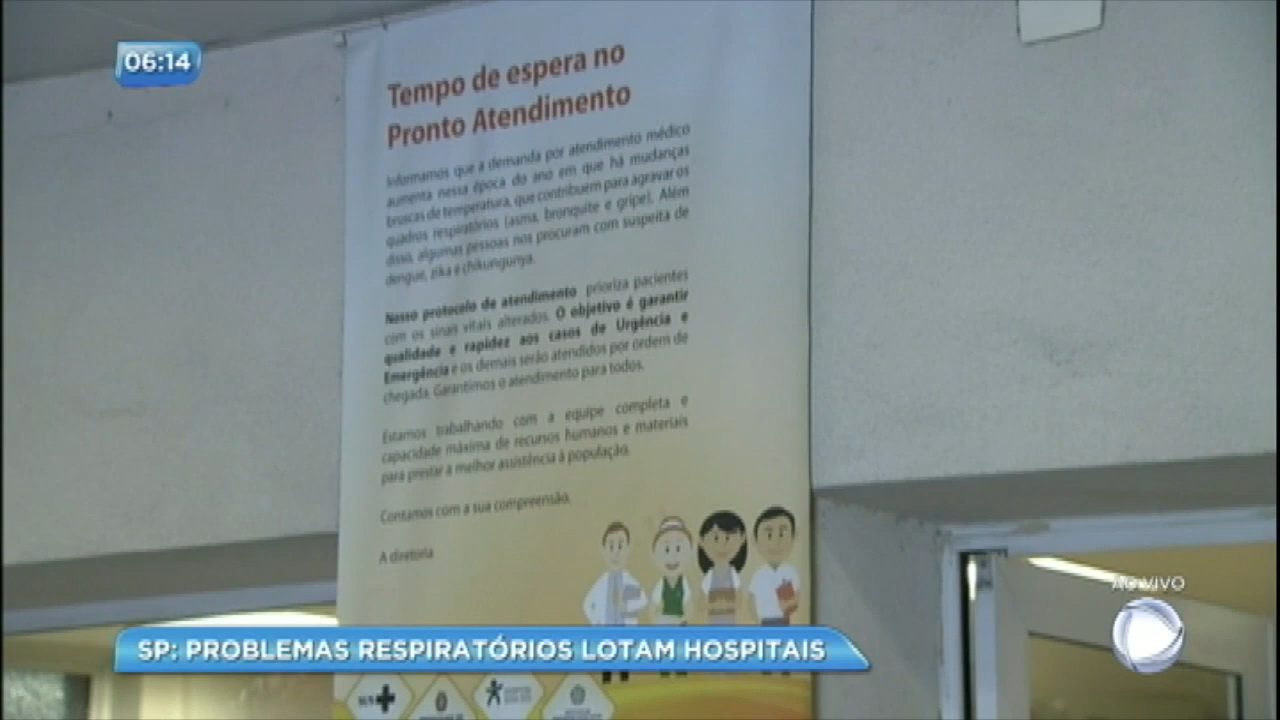 06:14
Tempo de espera no
Pronto Atendimento
Informamos que a demanda por atendimento médico
aumenta nessa época do ano em que há mudanças
bruscas de temperatura, que contribuem para agravar os
quadros respiratórios (asma, bronquite e gripe). Além
disso, algumas pessoas nos procuram com suspeita de
dengue, zika e chikungunya.
Nosso protocolo de atendimento prioriza pacientes
com os sinais vitais alterados. O objetivo é garantir
qualidade e rapidez aos casos de Urgência e
Emergência e os demais serão atendidos por ordem de
chegada. Garantimos o atendimento para todos.
Estamos trabalhando com a equipe completa e
capacidade máxima de recursos humanos e materiais
para prestar a melhor assistência à população.
Contamos com a sua compreensão.
A diretoria
AO VIVO
SP: PROBLEMAS RESPIRATÓRIOS LOTAM HOSPITAIS
SUS